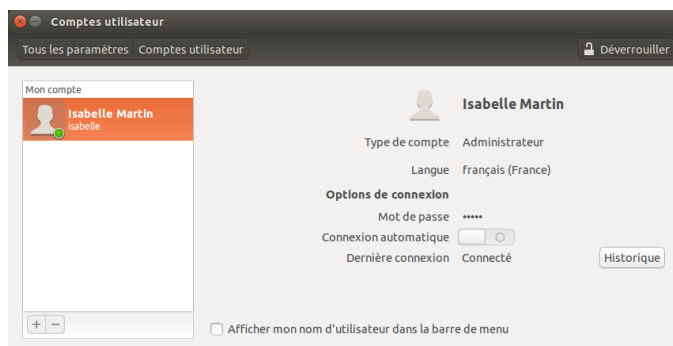 Comptes utilisateur
Tous les paramètres Comptes utilisateur Déverrouiller
Mon compte
Isabelle Martin
isabelle
Isabelle Martin
Type de compte Administrateur
Langue français (France)
Options de connexion
Mot de passe •••••
Connexion automatique
Dernière connexion Connecté Historique
+ −
Afficher mon nom d'utilisateur dans la barre de menu